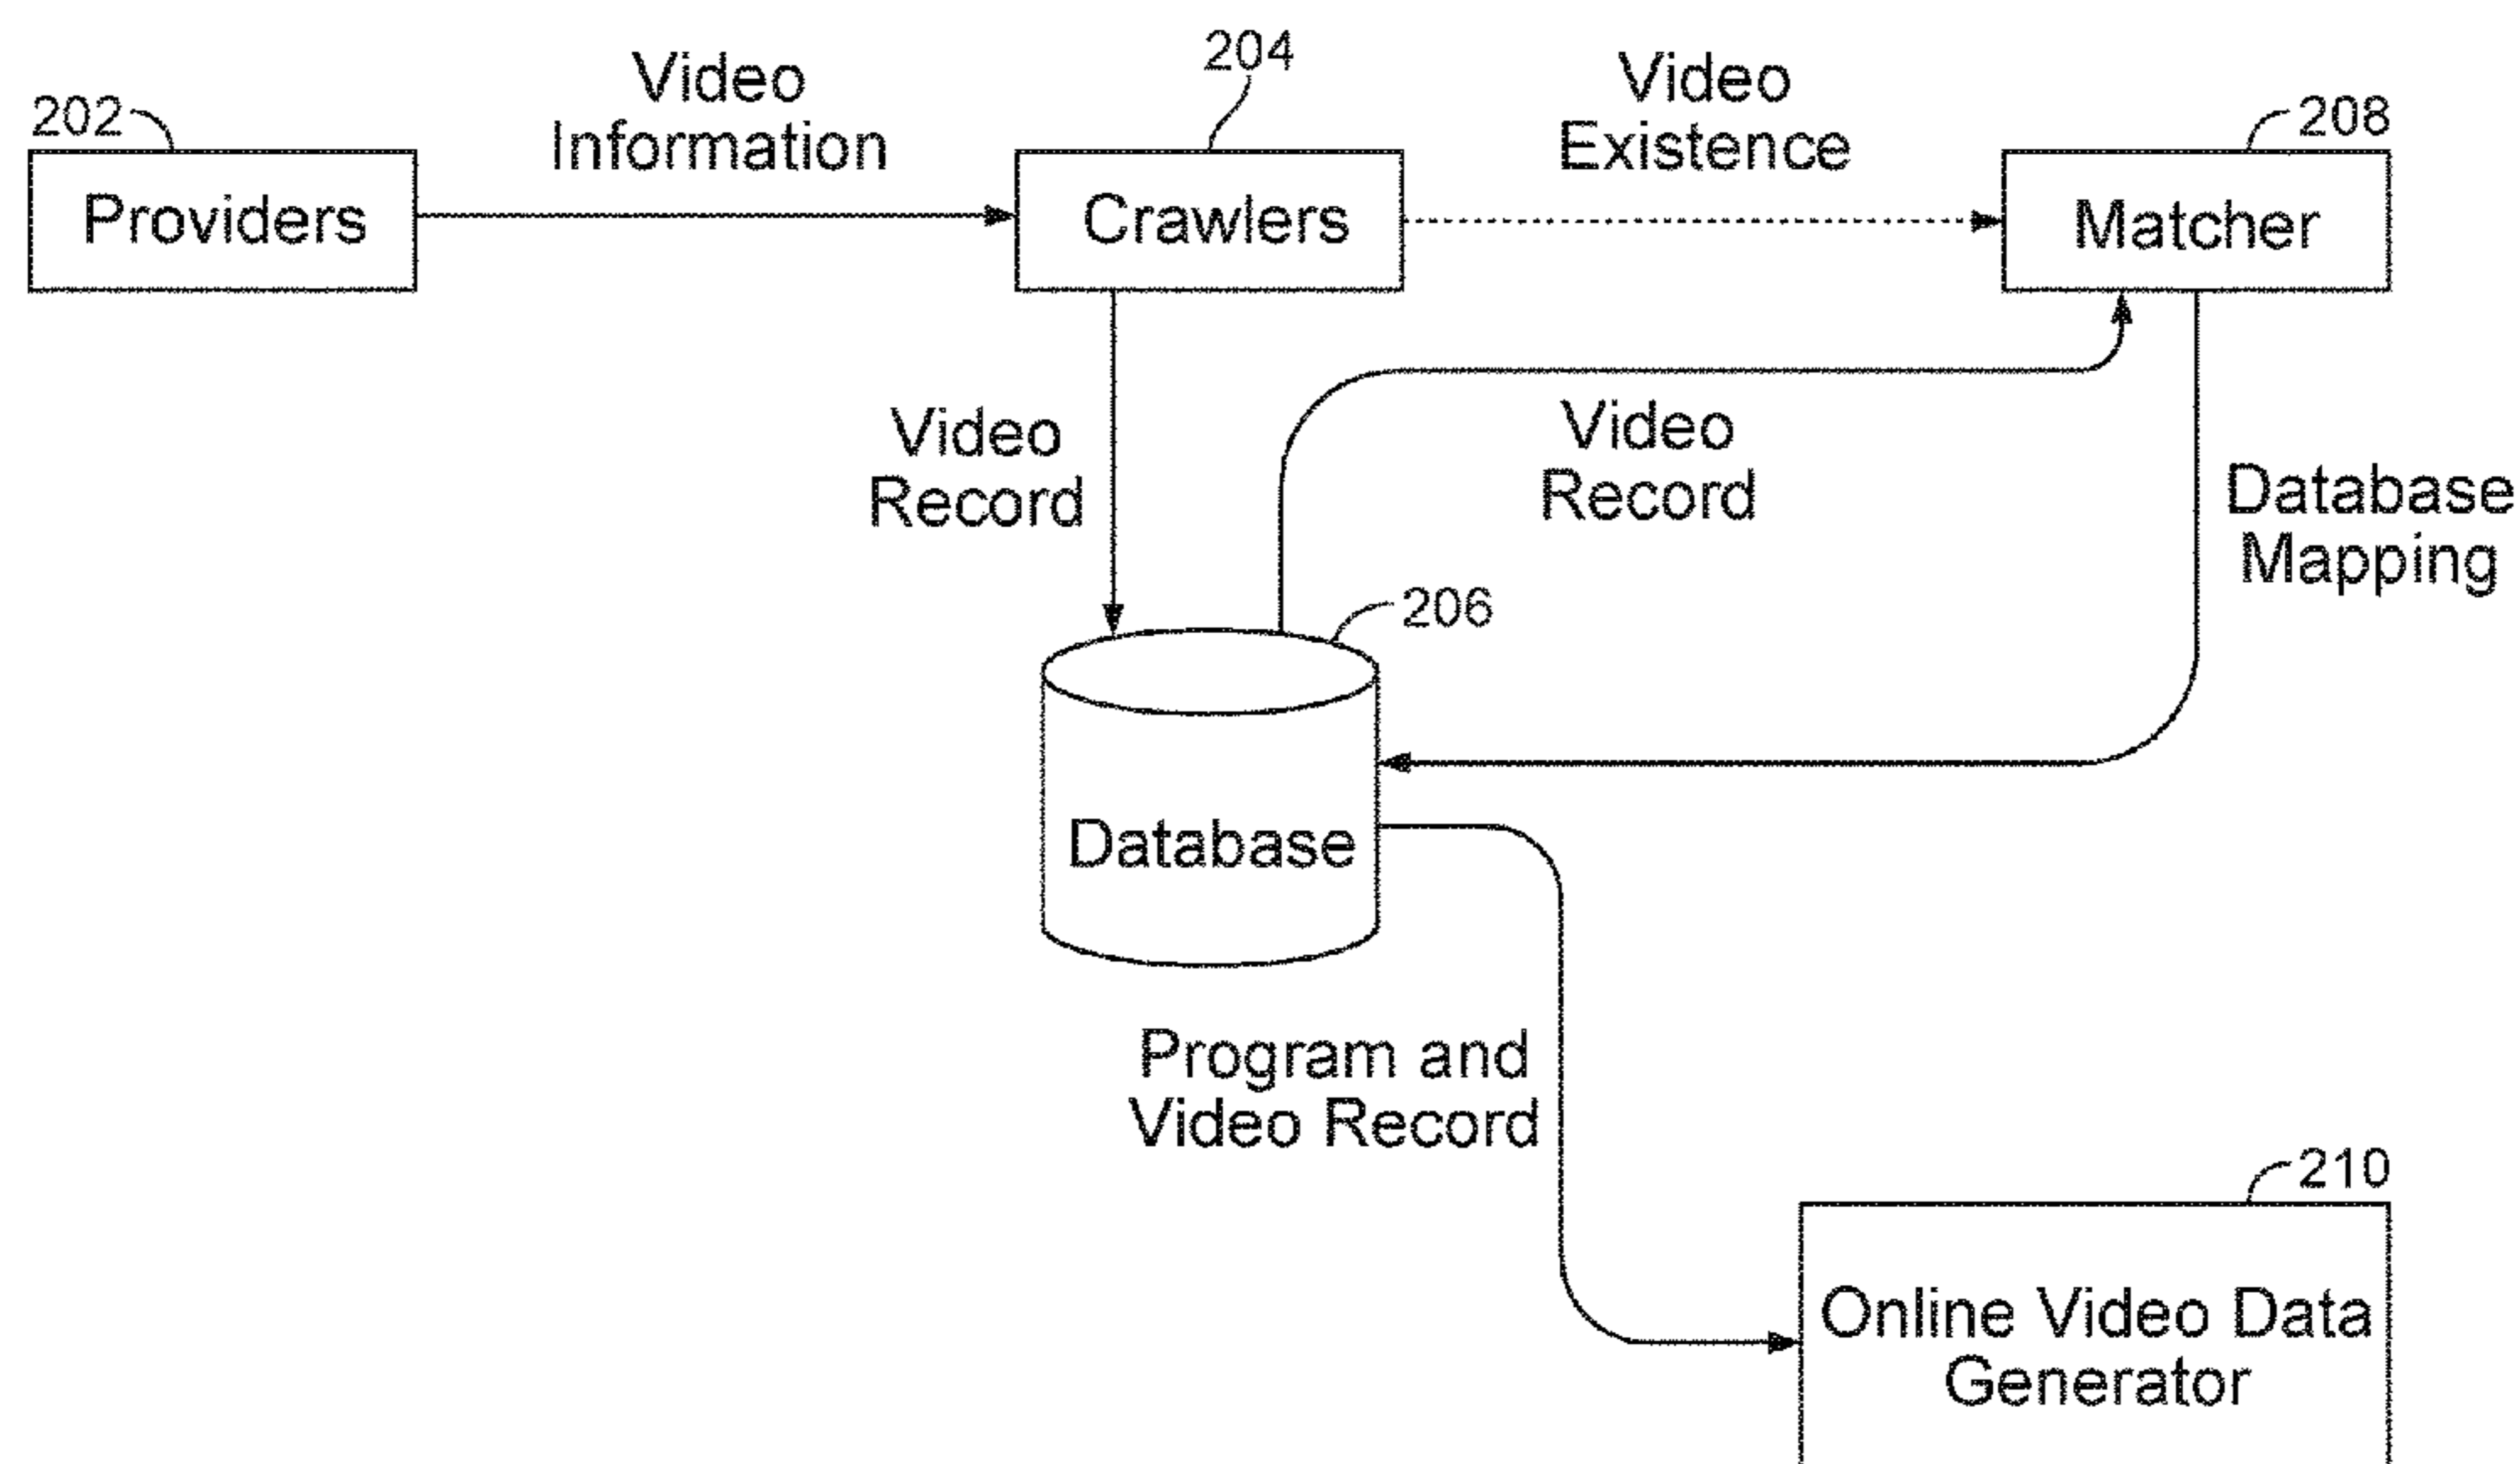 204
Video
Information
Video
Existence
202
208
Providers
Crawlers
Matcher
Video
Record
Video
Record
Database
Mapping
206
Database
Program and
Video Record
210
Online Video Data
Generator